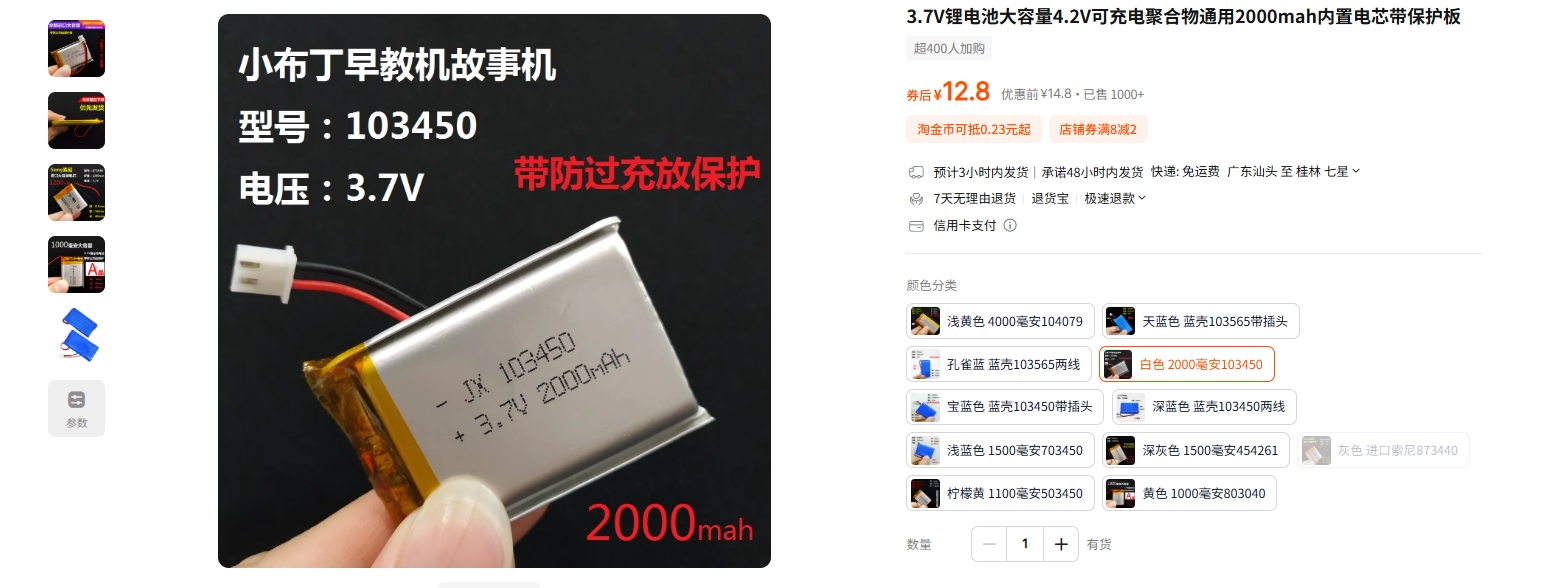 3.7V锂电池大容量4.2V可充电聚合物通用2000mah内置电芯带保护板
超400人加购
券后¥12.8 优惠前¥14.8 · 已售 1000+
淘金币可抵0.23元起 店铺券满8减2
预计3小时内发货 | 承诺48小时内发货 快递: 免运费 广东汕头 至 桂林 七星
7天无理由退货 退货宝 极速退款
信用卡支付
颜色分类
浅黄色 4000毫安104079 天蓝色 蓝壳103565带插头
孔雀蓝 蓝壳103565两线 白色 2000毫安103450
宝蓝色 蓝壳103450带插头 深蓝色 蓝壳103450两线
浅蓝色 1500毫安703450 深灰色 1500毫安454261 灰色 进口索尼873440
柠檬黄 1100毫安503450 黄色 1000毫安803040
数量 1 有货
小布丁早教机故事机
型号：103450
电压：3.7V
带防过充放保护
- JX 103450
+ 3.7V 2000mAh
2000mah
1000毫安大容量
参数